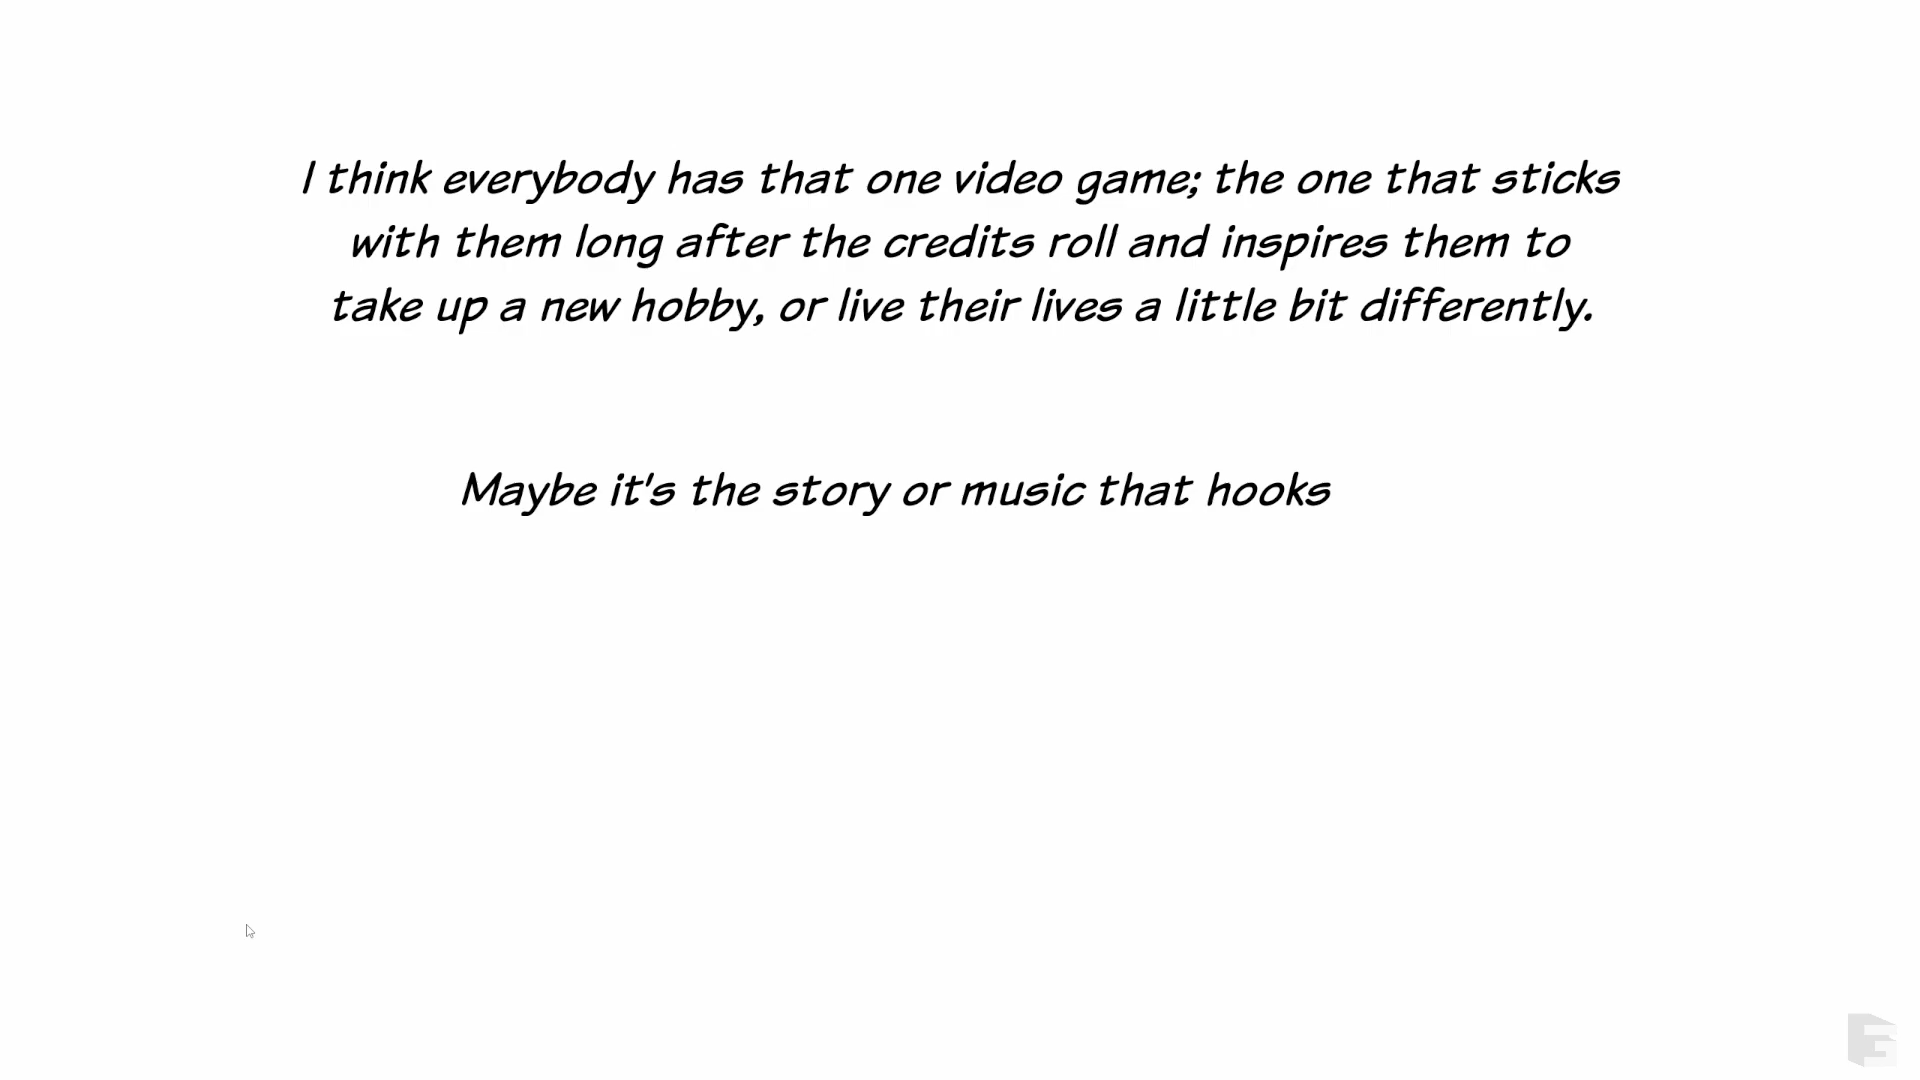 I think everybody has that one video game; the one that sticks
with them long after the credits roll and inspires them to
take up a new hobby, or live their lives a little bit differently.
Maybe it's the story or music that hooks